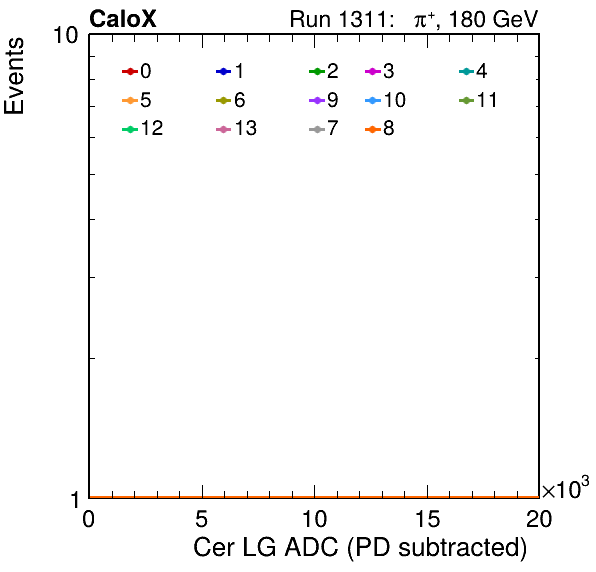 CaloX Run 1311: π⁺, 180 GeV
10
Events
0 1 2 3 4
5 6 9 10 11
12 13 7 8
1
×10³
0 5 10 15 20
Cer LG ADC (PD subtracted)